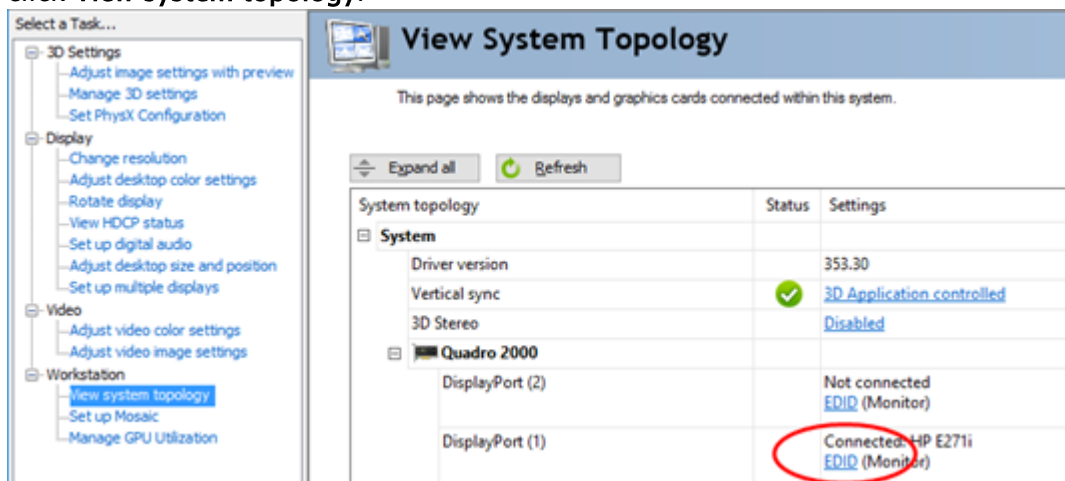 Click View system topology.
Select a Task...
3D Settings
Adjust image settings with preview
Manage 3D settings
Set PhysX Configuration
Display
Change resolution
Adjust desktop color settings
Rotate display
View HDCP status
Set up digital audio
Adjust desktop size and position
Set up multiple displays
Video
Adjust video color settings
Adjust video image settings
Workstation
View system topology
Set up Mosaic
Manage GPU Utilization
View System Topology
This page shows the displays and graphics cards connected within this system.
Expand all Refresh
System topology Status Settings
System
Driver version 353.30
Vertical sync 3D Application controlled
3D Stereo Disabled
Quadro 2000
DisplayPort (2) Not connected
EDID (Monitor)
DisplayPort (1) Connected: HP E271i
EDID (Monitor)